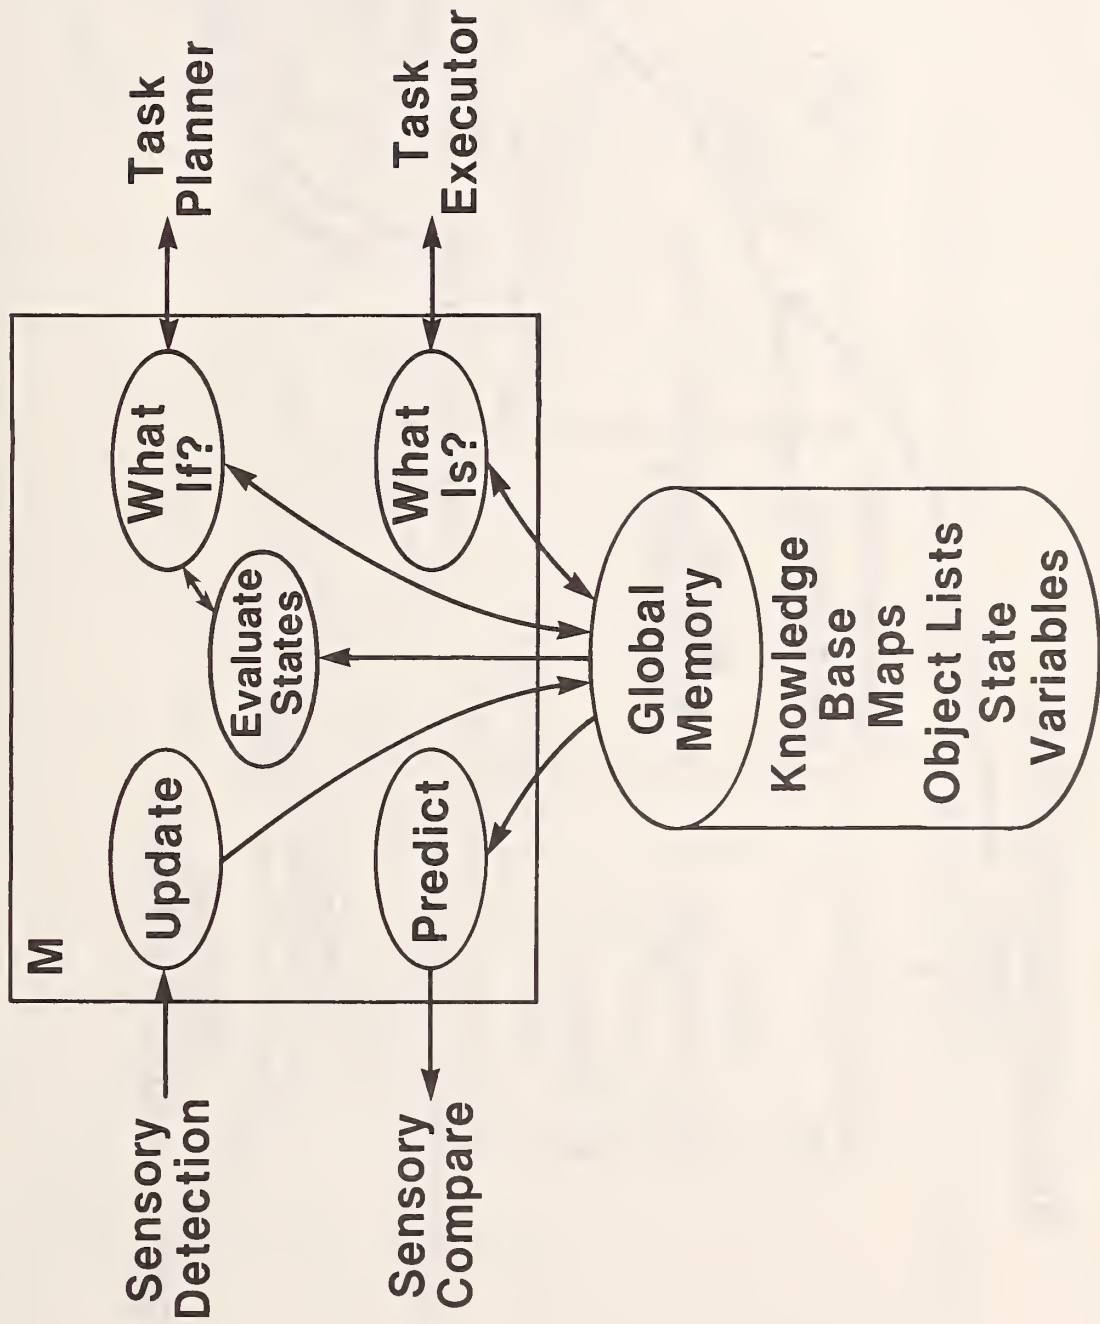 M
Sensory
Detection
Update
Evaluate
States
What
If?
Task
Planner
Sensory
Compare
Predict
What
Is?
Task
Executor
Global
Memory
Knowledge
Base
Maps
Object Lists
State
Variables